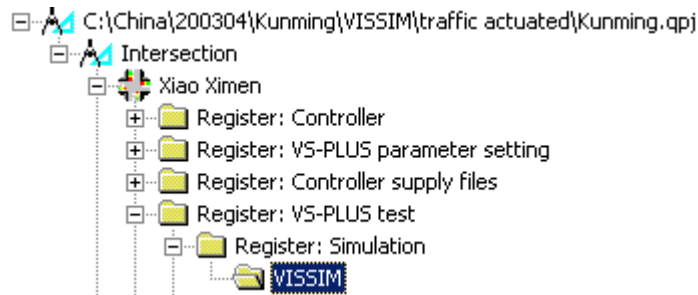 C:\China\200304\Kunming\VISSIM\traffic actuated\Kunming.qpj
Intersection
Xiao Ximen
Register: Controller
Register: VS-PLUS parameter setting
Register: Controller supply files
Register: VS-PLUS test
Register: Simulation
VISSIM